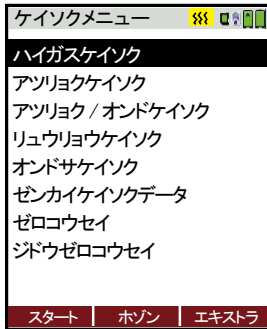 ケイソクメニュー
ハイガスケイソク
アツリョクケイソク
アツリョク / オンドケイソク
リュウリョウケイソク
オンドサケイソク
ゼンカイケイソクデータ
ゼロコウセイ
ジドウゼロコウセイ
スタート ホゾン エキストラ